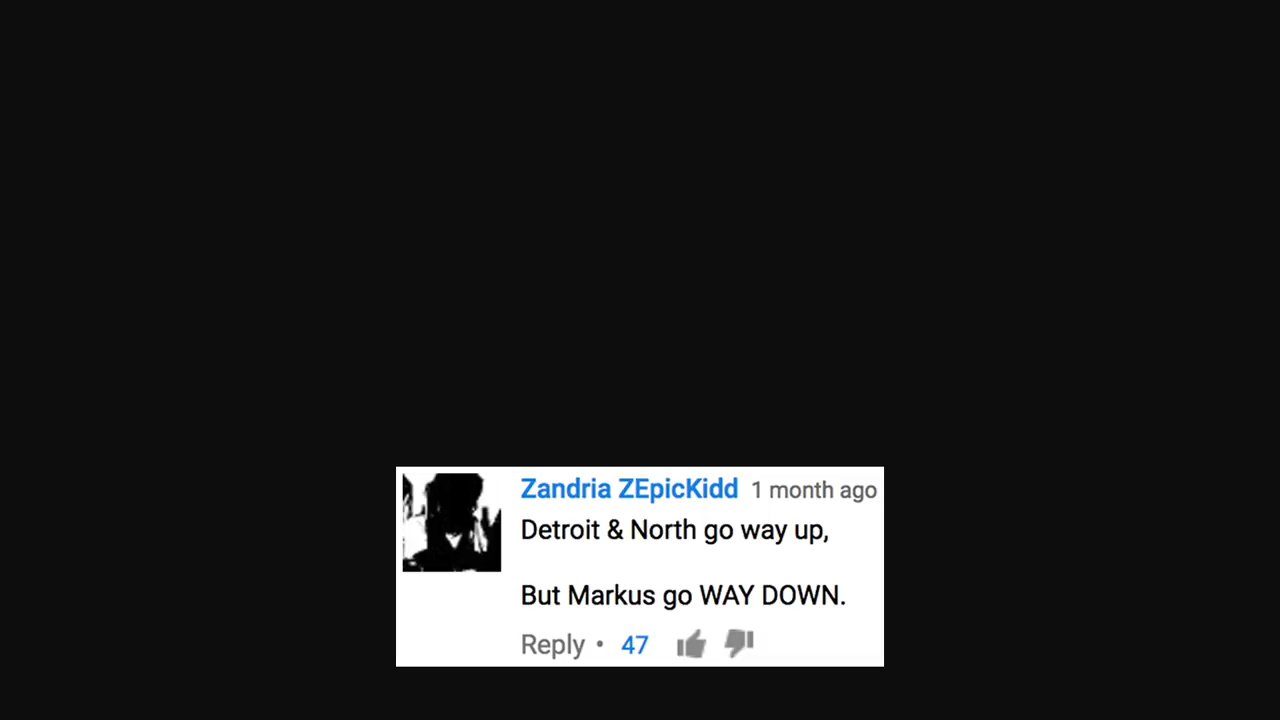 Zandria ZEpicKidd 1 month ago
Detroit & North go way up,
But Markus go WAY DOWN.
Reply • 47